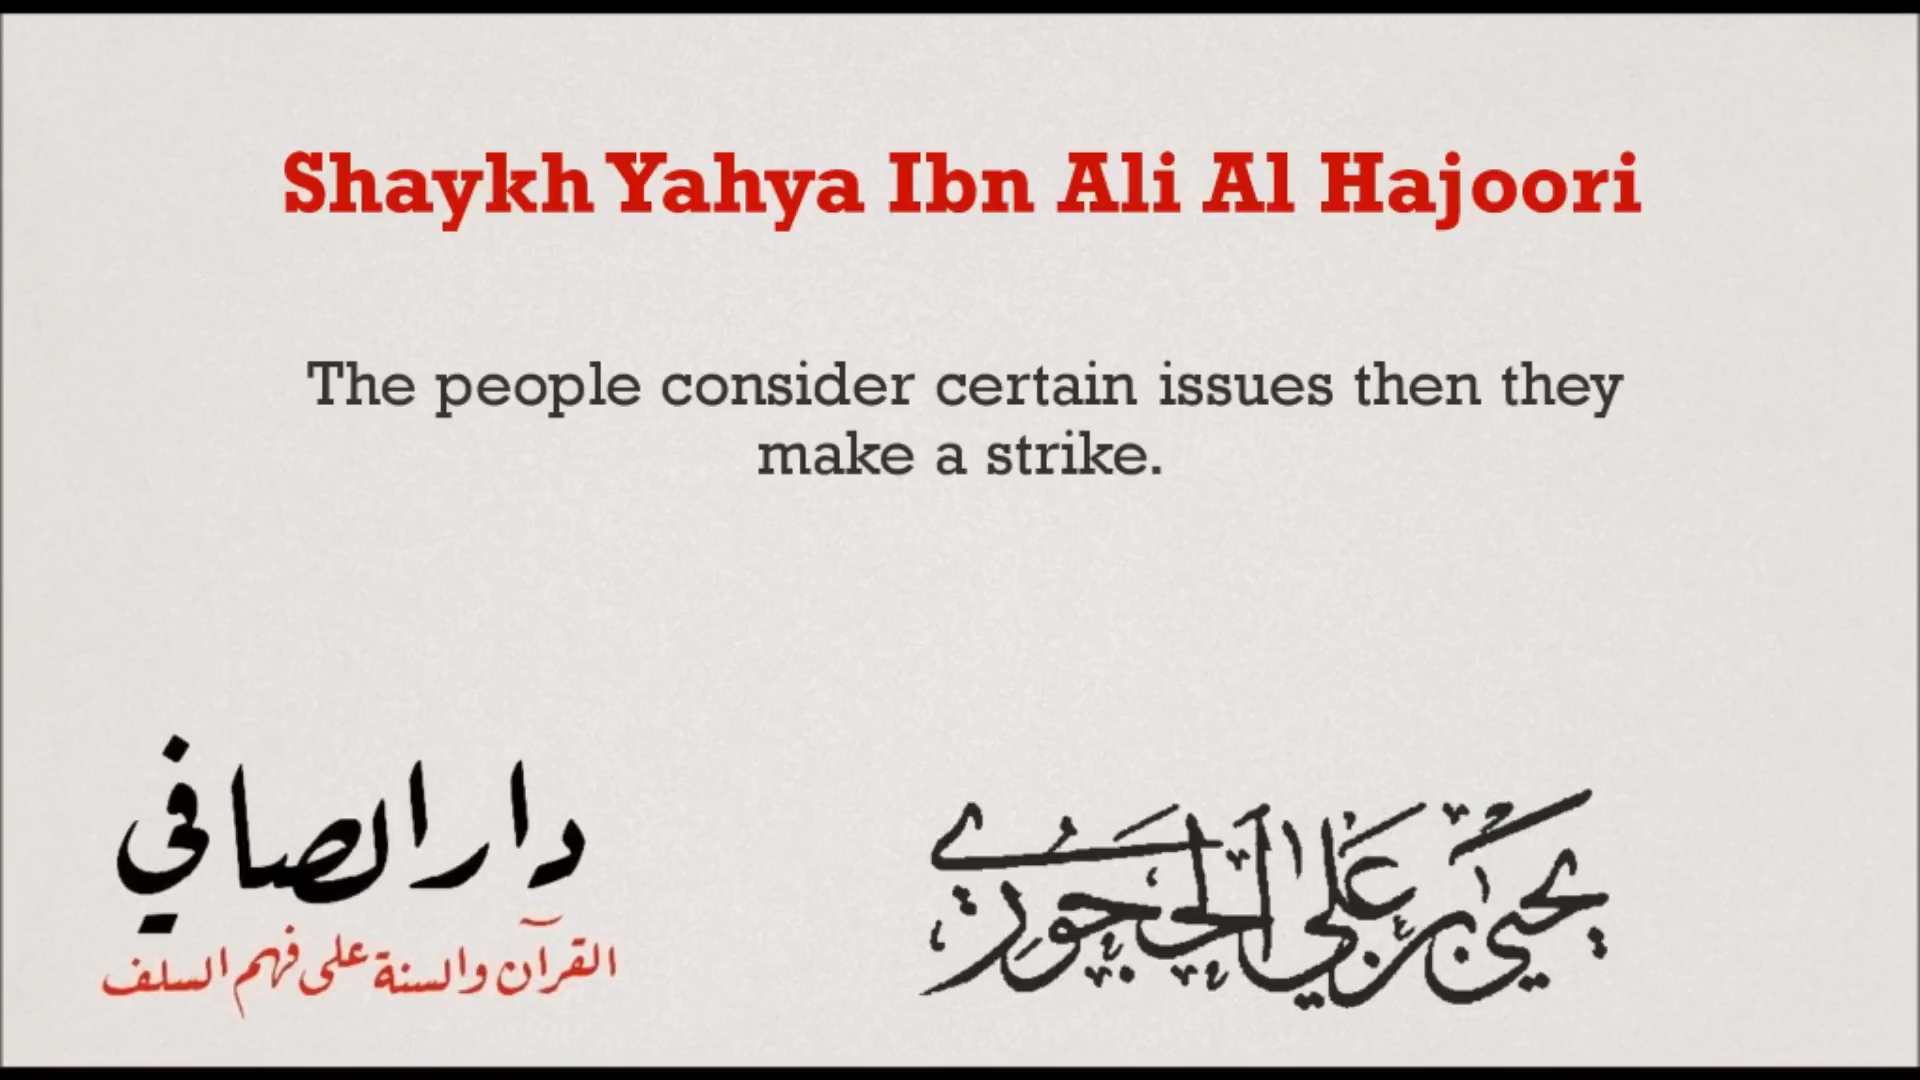 Shaykh Yahya Ibn Ali Al Hajoori
The people consider certain issues then they
make a strike.
دار الصافي
القرآن والسنة على فهم السلف
يحيى بن علي الحجوري